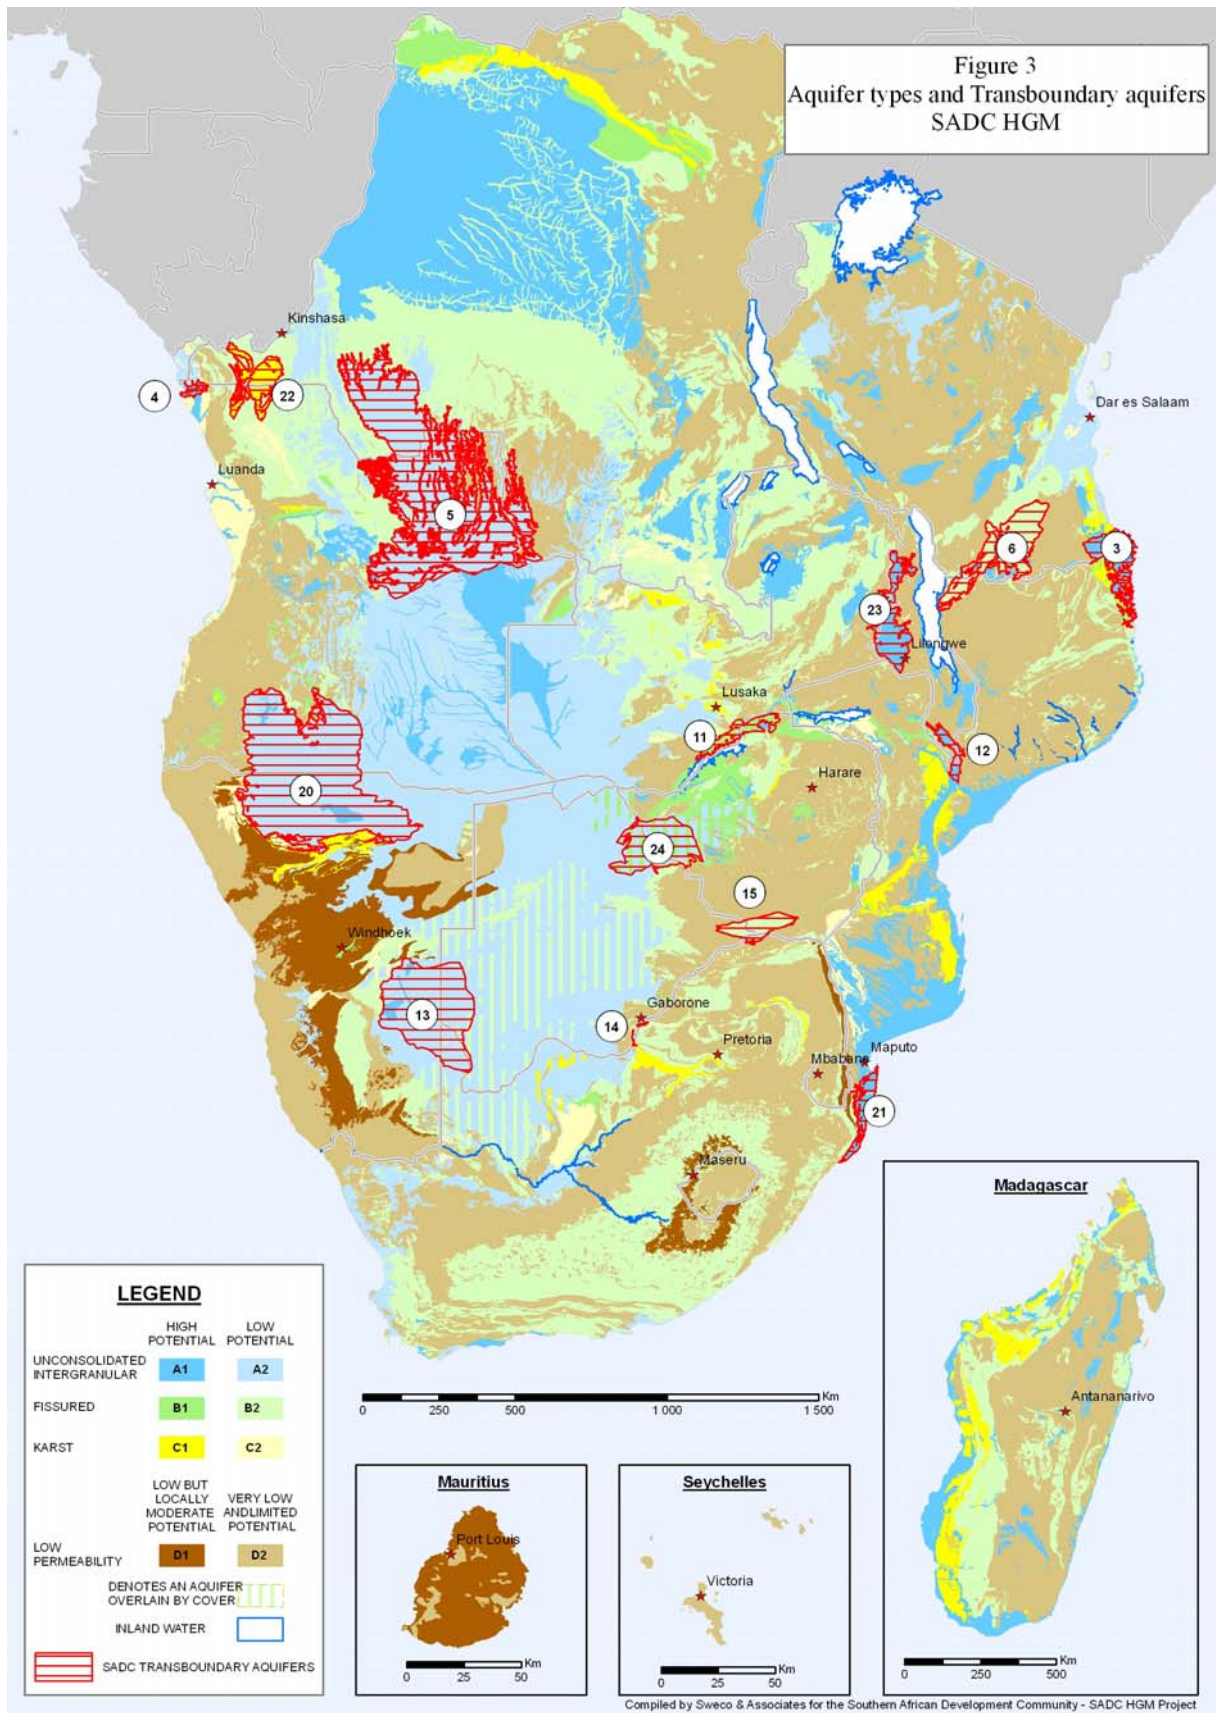 Figure 3
Aquifer types and Transboundary aquifers
SADC HGM
Kinshasa
4
22
Luanda
5
Dar es Salaam
6
3
23
Lilongwe
Lusaka
11
12
Harare
20
24
15
Windhoek
13
Gaborone
14
Pretoria
Mbabane
Maputo
21
Maseru
Madagascar
Antananarivo
Km
0 250 500
LEGEND
HIGH POTENTIAL
LOW POTENTIAL
UNCONSOLIDATED INTERGRANULAR
A1
A2
FISSURED
B1
B2
KARST
C1
C2
LOW BUT LOCALLY MODERATE POTENTIAL
VERY LOW ANDLIMITED POTENTIAL
LOW PERMEABILITY
D1
D2
DENOTES AN AQUIFER OVERLAIN BY COVER
INLAND WATER
SADC TRANSBOUNDARY AQUIFERS
Km
0 250 500 1 000 1 500
Mauritius
Port Louis
Km
0 25 50
Seychelles
Victoria
Km
0 25 50
Compiled by Sweco & Associates for the Southern African Development Community - SADC HGM Project